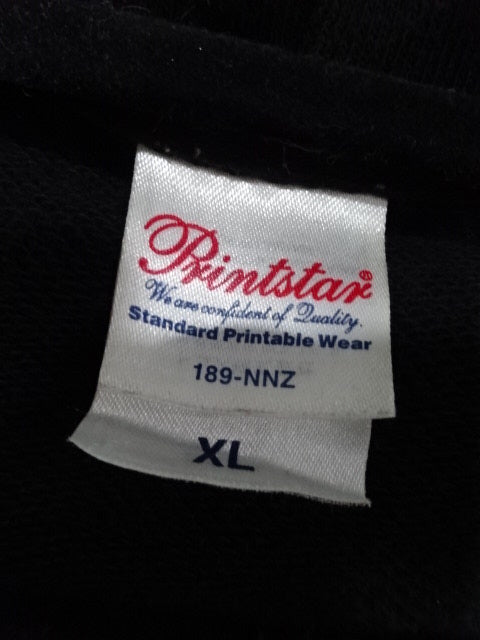 Printstar®
We are confident of Quality.
Standard Printable Wear
189-NNZ
XL